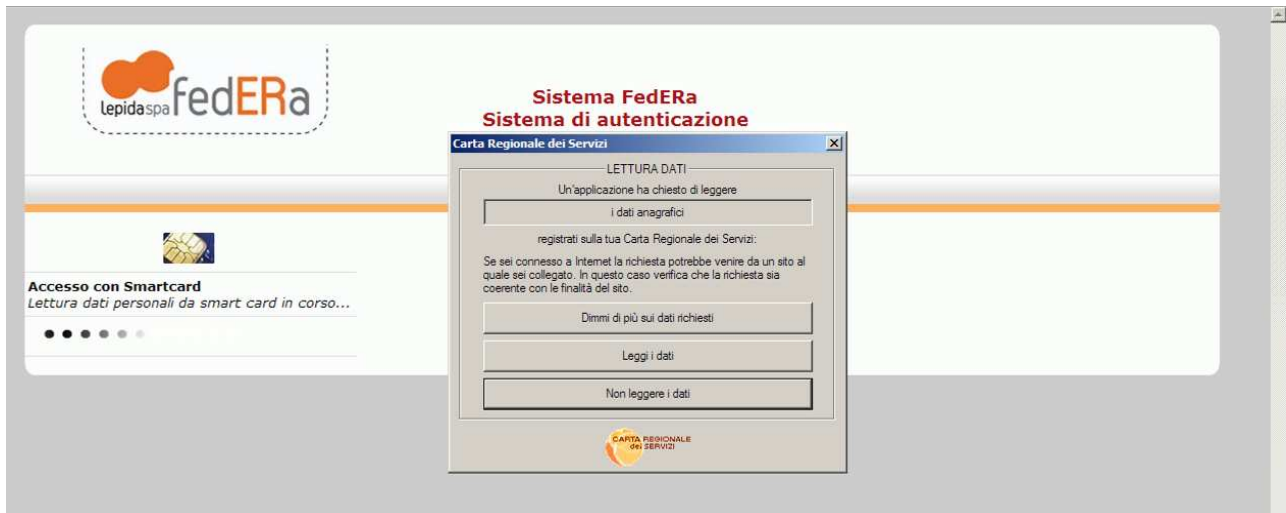 lepidaspa fedERa
Sistema FedERa
Sistema di autenticazione
Carta Regionale dei Servizi
LETTURA DATI
Un'applicazione ha chiesto di leggere
i dati anagrafici
registrati sulla tua Carta Regionale dei Servizi:
Se sei connesso a Internet la richiesta potrebbe venire da un sito al
quale sei collegato. In questo caso verifica che la richiesta sia
coerente con le finalità del sito.
Dimmi di più sui dati richiesti
Leggi i dati
Non leggere i dati
CARTA REGIONALE
dei SERVIZI
Accesso con Smartcard
Lettura dati personali da smart card in corso...